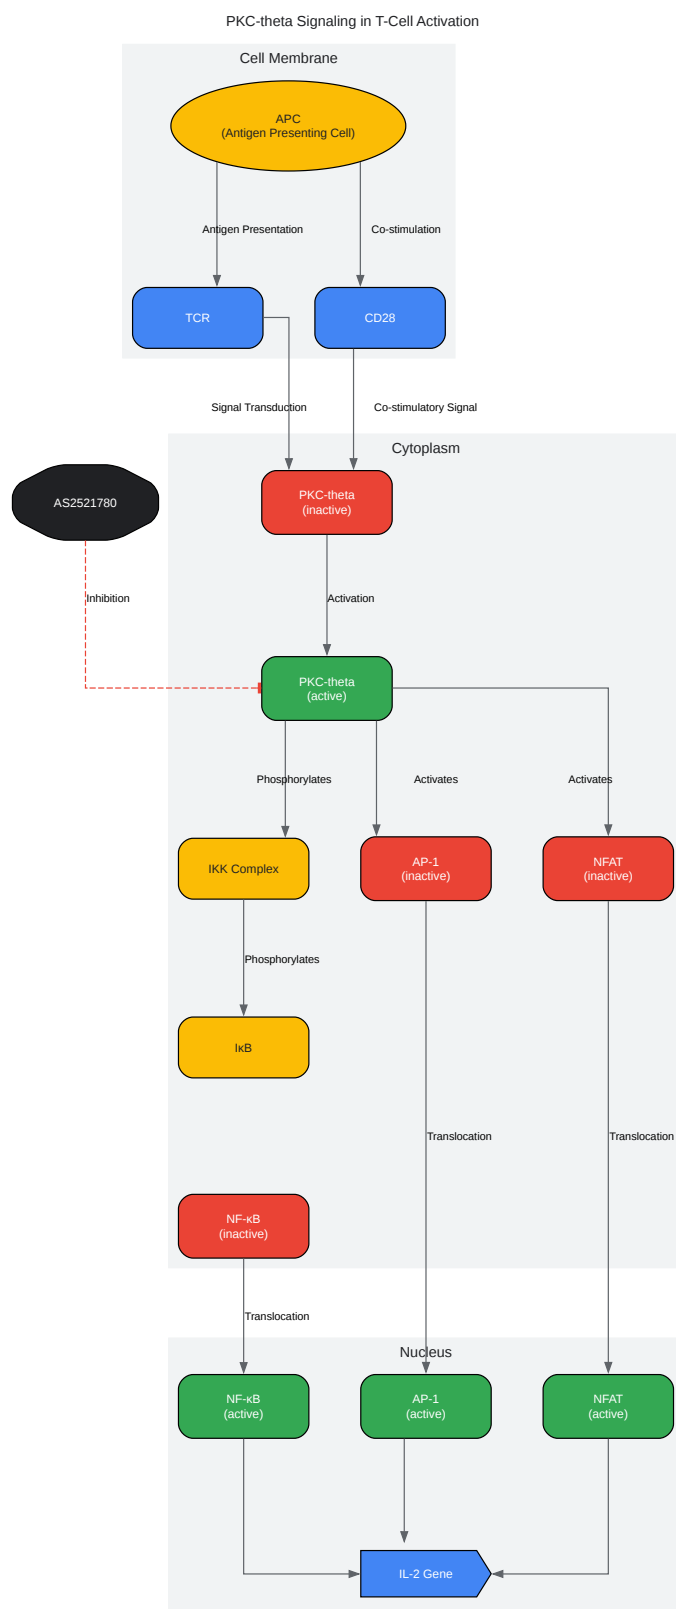 PKC-theta Signaling in T-Cell Activation
Cell Membrane
APC
(Antigen Presenting Cell)
Antigen Presentation
Co-stimulation
TCR
CD28
Signal Transduction
Co-stimulatory Signal
Cytoplasm
AS2521780
PKC-theta
(inactive)
Inhibition
Activation
PKC-theta
(active)
Phosphorylates
Activates
Activates
IKK Complex
AP-1
(inactive)
NFAT
(inactive)
Phosphorylates
IκB
Translocation
Translocation
NF-κB
(inactive)
Translocation
Nucleus
NF-κB
(active)
AP-1
(active)
NFAT
(active)
IL-2 Gene